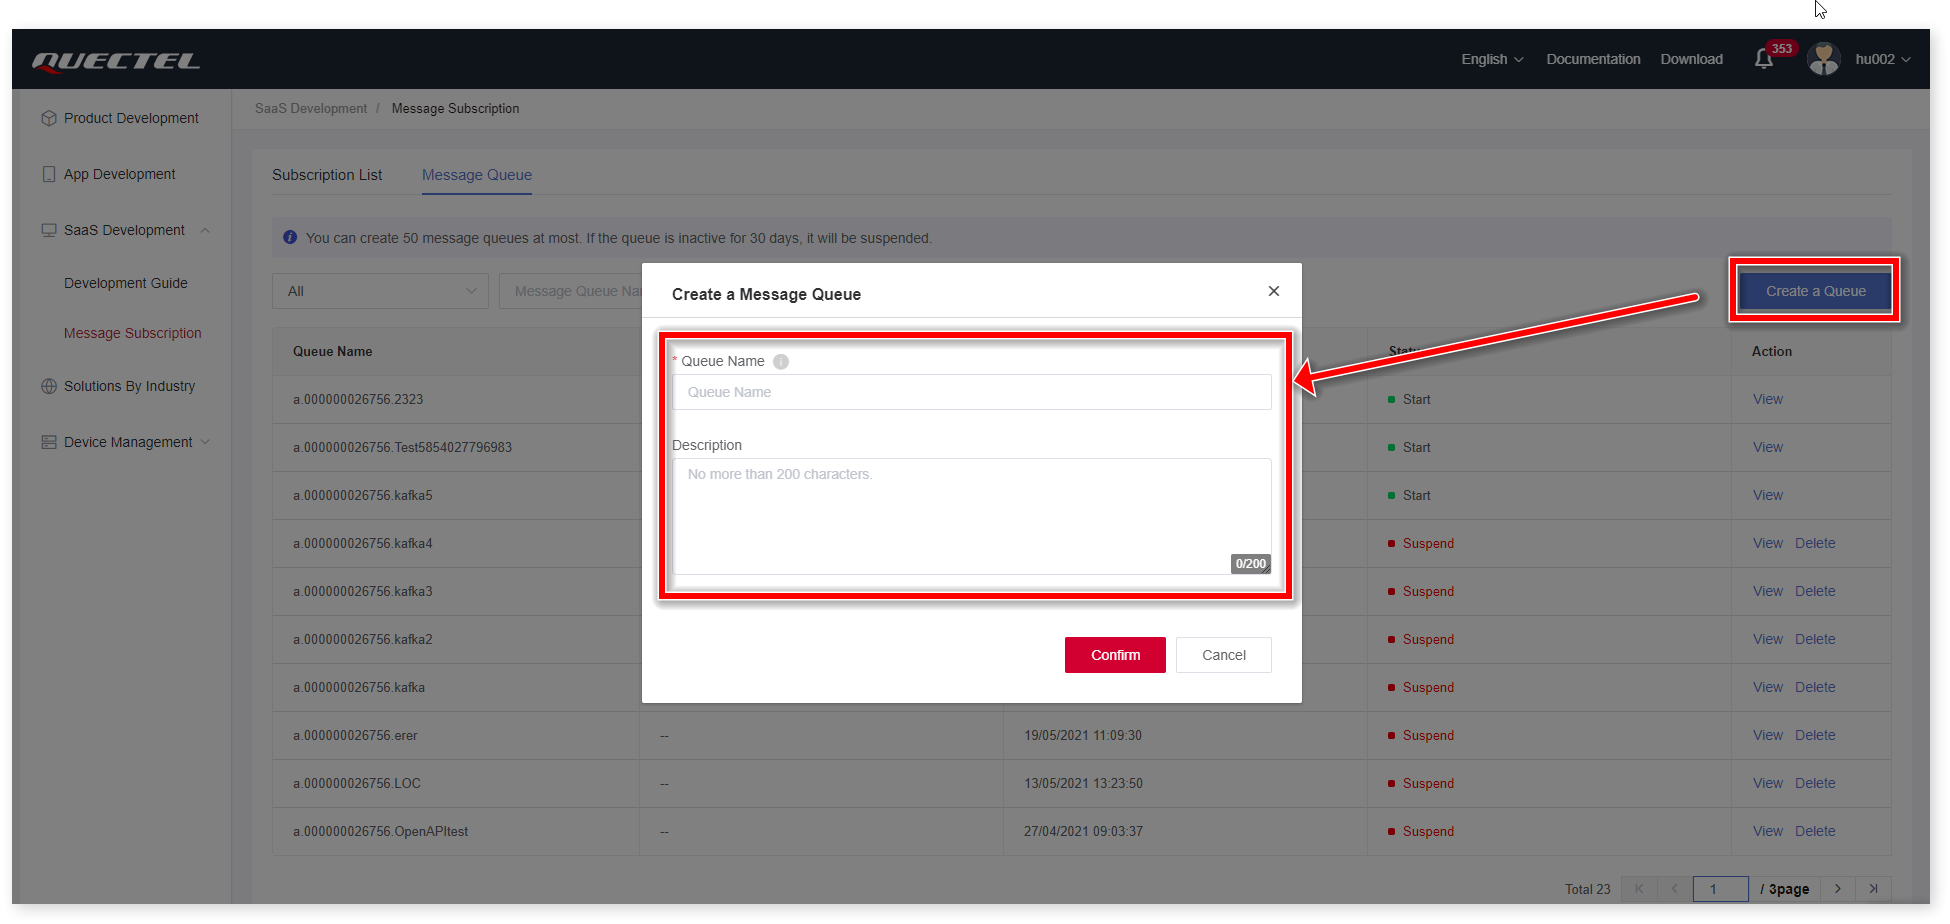 QUECTEL
English Documentation Download 353 hu002
Product Development
App Development
SaaS Development
Development Guide
Message Subscription
Solutions By Industry
Device Management
SaaS Development / Message Subscription
Subscription List Message Queue
You can create 50 message queues at most. If the queue is inactive for 30 days, it will be suspended.
All Message Queue Create a Queue
Queue Name Action
a.000000026756.2323 Start View
a.000000026756.Test5854027796983 Start View
a.000000026756.kafka5 Start View
a.000000026756.kafka4 Suspend View Delete
a.000000026756.kafka3 Suspend View Delete
a.000000026756.kafka2 Suspend View Delete
a.000000026756.kafka Suspend View Delete
a.000000026756.erer -- 19/05/2021 11:09:30 Suspend View Delete
a.000000026756.LOC -- 13/05/2021 13:23:50 Suspend View Delete
a.000000026756.OpenAPItest -- 27/04/2021 09:03:37 Suspend View Delete
Total 23 1 / 3page
Create a Message Queue
* Queue Name
Queue Name
Description
No more than 200 characters.
0/200
Confirm Cancel